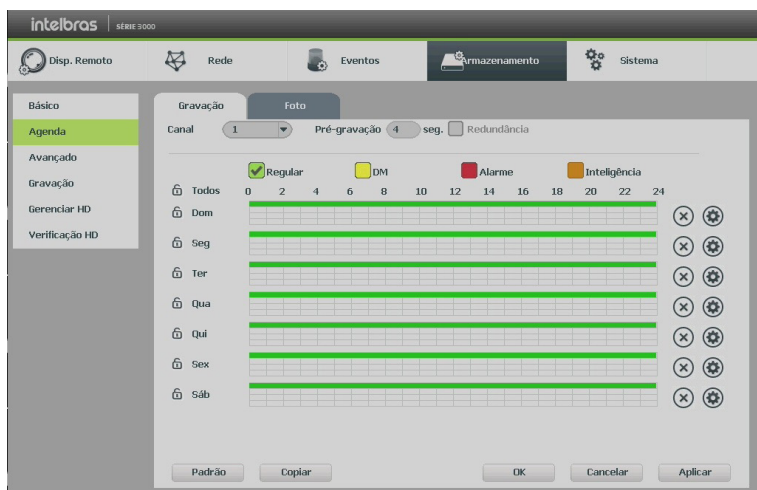 intelbras SÉRIE 3000
Disp. Remoto Rede Eventos Armazenamento Sistema
Básico
Agenda
Avançado
Gravação
Gerenciar HD
Verificação HD
Gravação Foto
Canal 1 Pré-gravação 4 seg. Redundância
Regular DM Alarme Inteligência
Todos 0 2 4 6 8 10 12 14 16 18 20 22 24
Dom
Seg
Ter
Qua
Qui
Sex
Sáb
Padrão Copiar OK Cancelar Aplicar